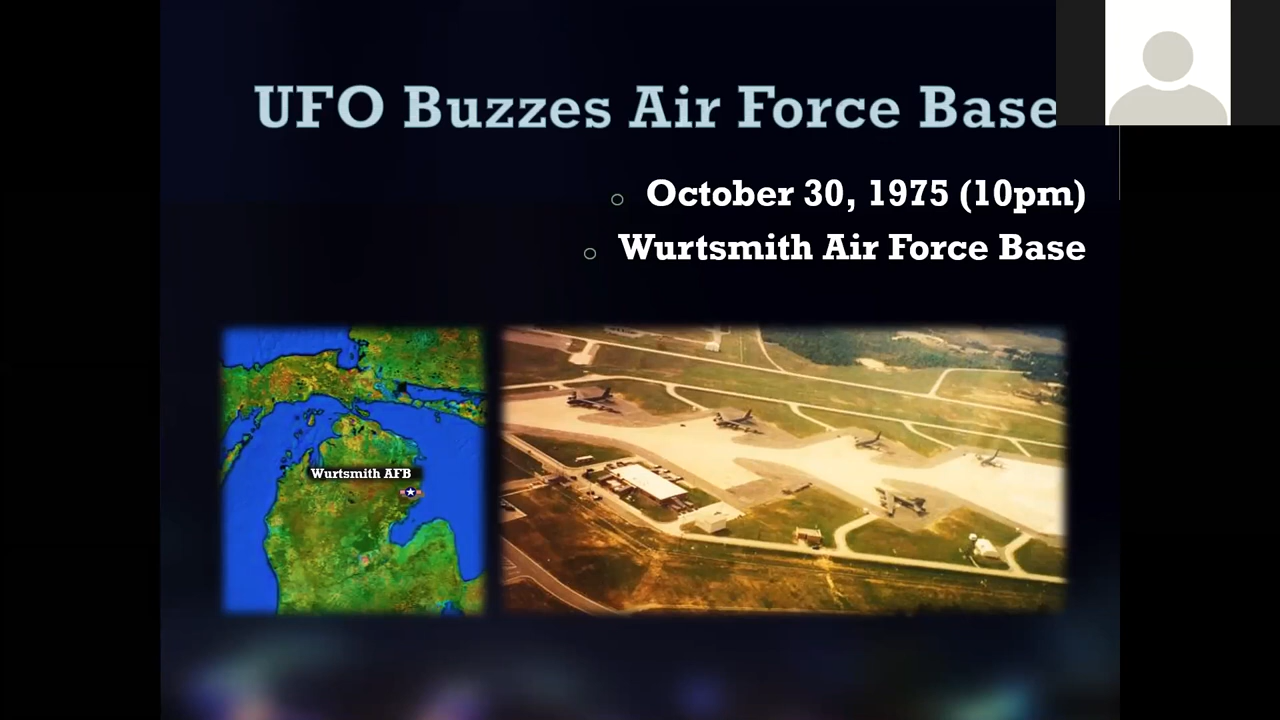 UFO Buzzes Air Force Base
October 30, 1975 (10pm)
Wurtsmith Air Force Base
Wurtsmith AFB